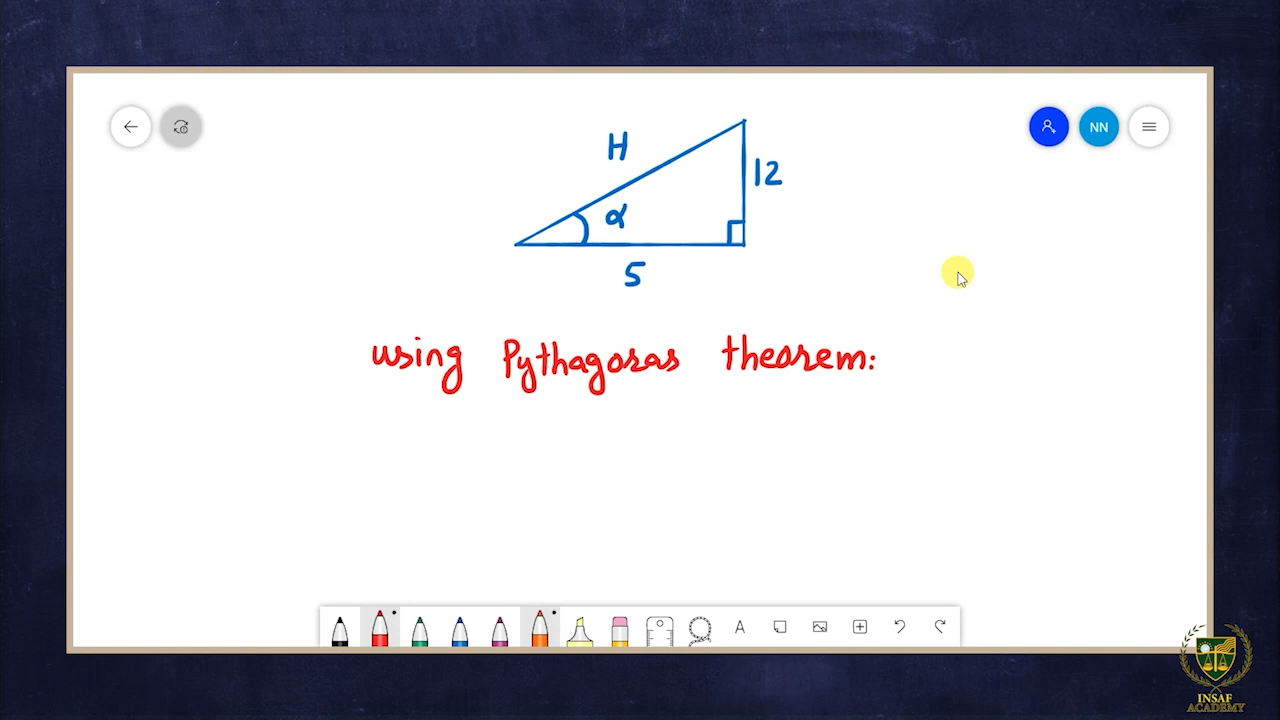 NN
H
12
α
5
using Pythagoras theorem:
A
INSAF
ACADEMY